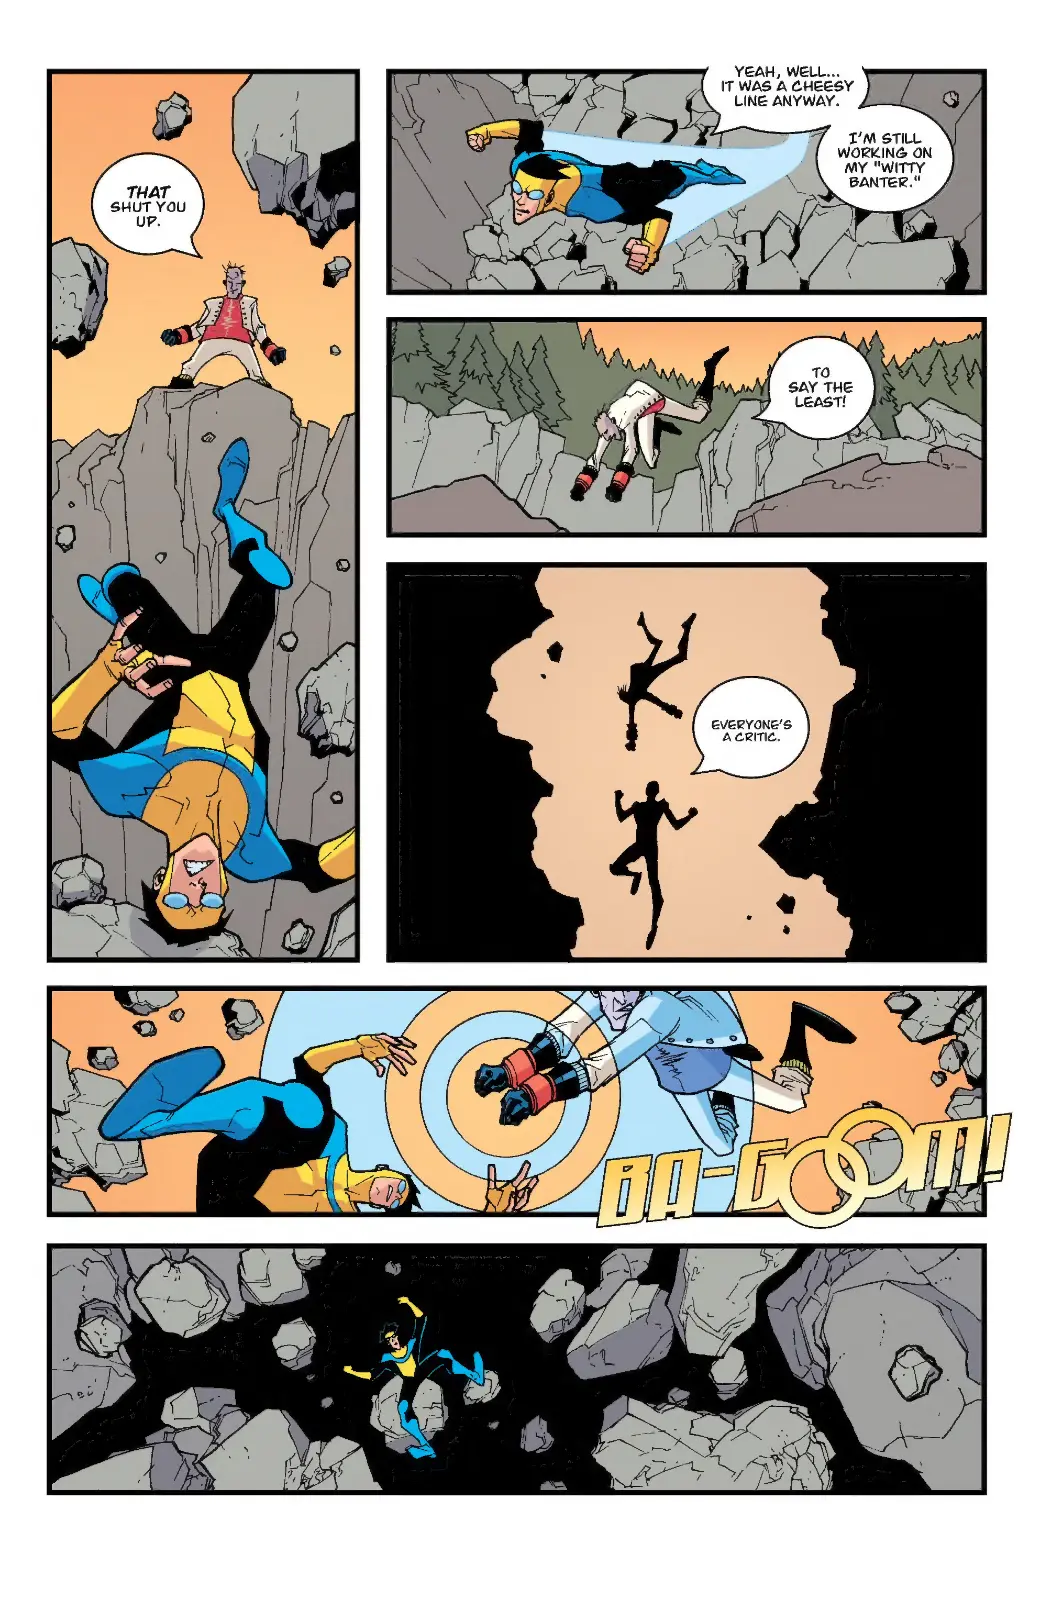 THAT
SHUT YOU
UP.
YEAH, WELL...
IT WAS A CHEESY
LINE ANYWAY.
I'M STILL
WORKING ON
MY "WITTY
BANTER."
TO
SAY THE
LEAST!
EVERYONE'S
A CRITIC.
BA-GOOOM!